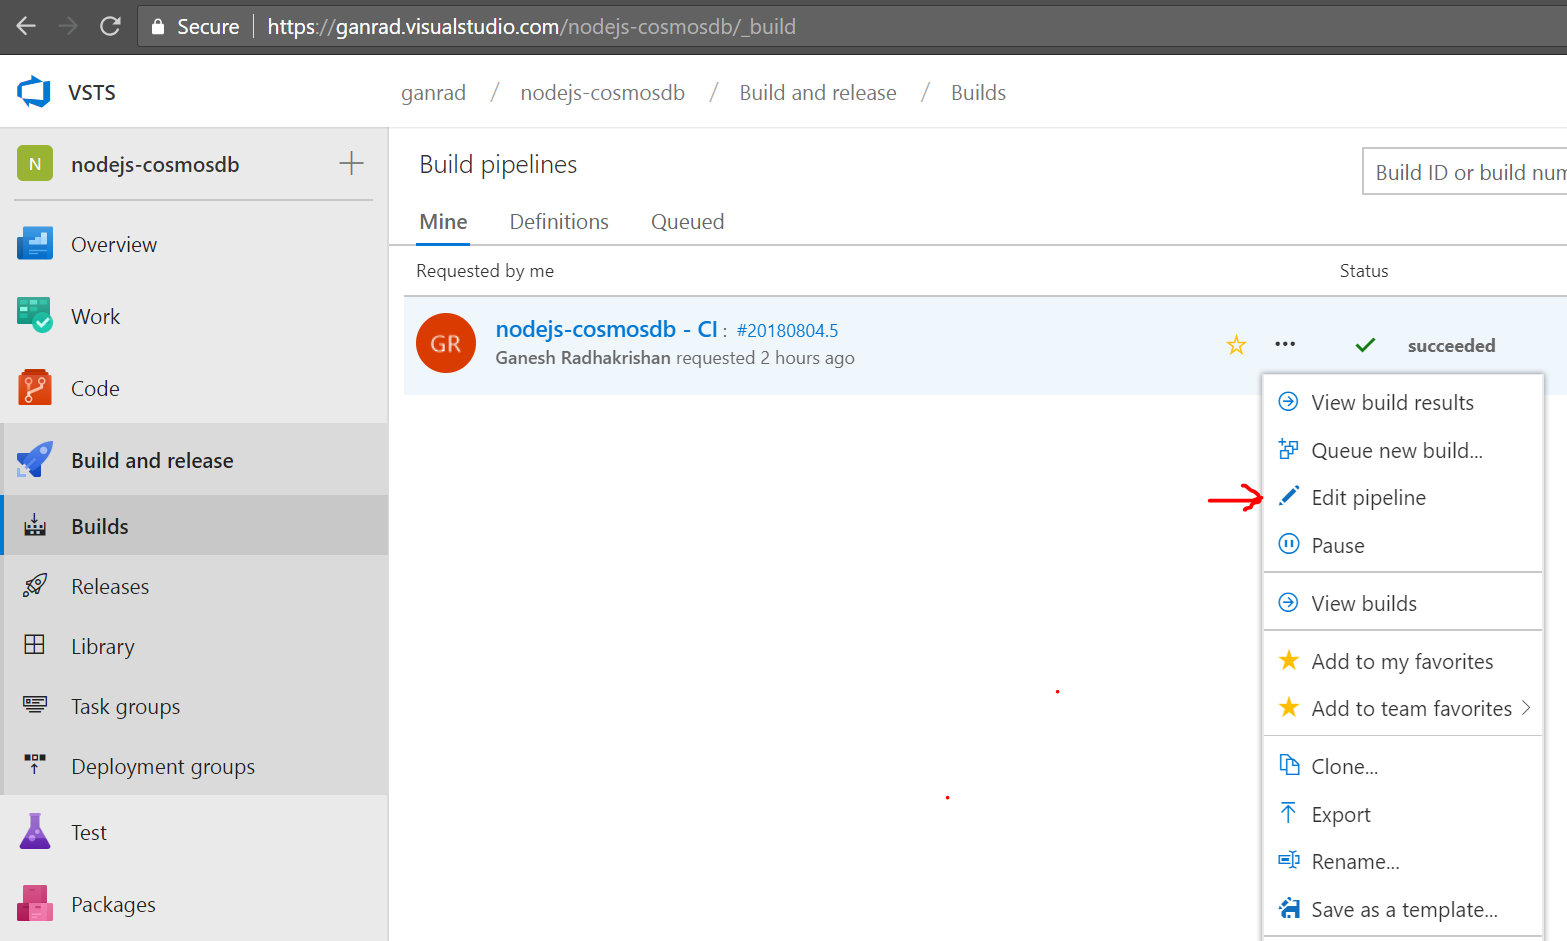 Secure https://ganrad.visualstudio.com/nodejs-cosmosdb/_build
VSTS
ganrad / nodejs-cosmosdb / Build and release / Builds
N nodejs-cosmosdb
Overview
Work
Code
Build and release
Builds
Releases
Library
Task groups
Deployment groups
Test
Packages
Build pipelines
Build ID or build num
Mine Definitions Queued
Requested by me Status
GR
nodejs-cosmosdb - CI : #20180804.5
Ganesh Radhakrishan requested 2 hours ago
succeeded
View build results
Queue new build...
Edit pipeline
Pause
View builds
Add to my favorites
Add to team favorites
Clone...
Export
Rename...
Save as a template...